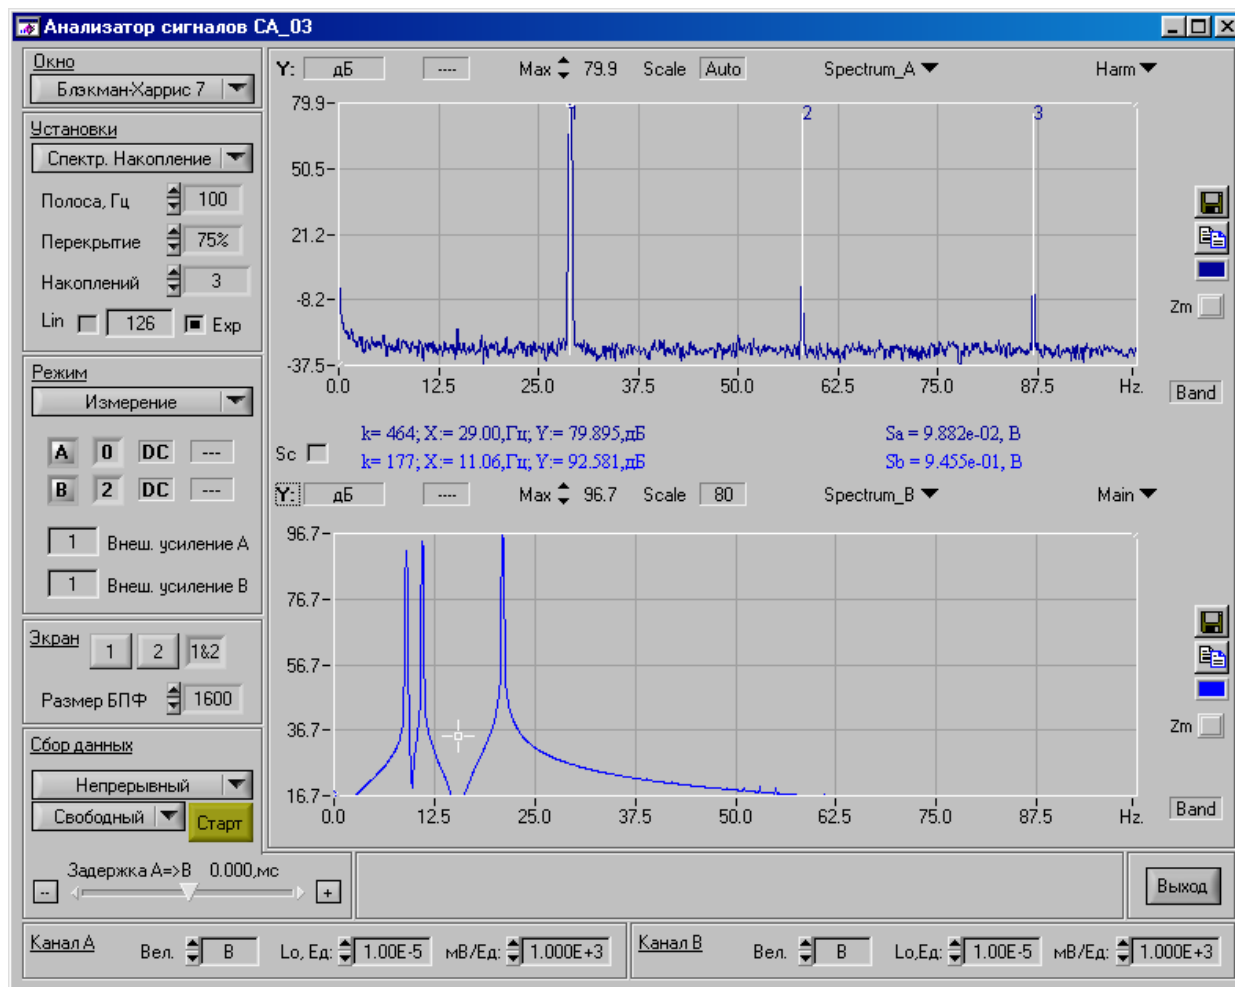 Анализатор сигналов СА_03
Окно
Блэкман-Харрис 7
Установки
Спектр. Накопление
Полоса, Гц 100
Перекрытие 75%
Накоплений 3
Lin 126 Exp
Режим
Измерение
A 0 DC ---
B 2 DC ---
1 Внеш. усиление А
1 Внеш. усиление В
Экран 1 2 1&2
Размер БПФ 1600
Сбор данных
Непрерывный
Свободный Старт
Задержка А=>В 0.000,мс
-- +
Y: дБ ---- Max 79.9 Scale Auto Spectrum_A Harm
79.9
50.5
21.2
-8.2
-37.5
1 2 3
0.0 12.5 25.0 37.5 50.0 62.5 75.0 87.5 Hz.
Zm
Band
k= 464; X:= 29.00,Гц; Y:= 79.895,дБ Sa = 9.882e-02, В
Sc
k= 177; X:= 11.06,Гц; Y:= 92.581,дБ Sb = 9.455e-01, В
Y: дБ ---- Max 96.7 Scale 80 Spectrum_B Main
96.7
76.7
56.7
36.7
16.7
0.0 12.5 25.0 37.5 50.0 62.5 75.0 87.5 Hz.
Zm
Band
Выход
Канал А Вел. В Lo, Ед: 1.00E-5 мВ/Ед: 1.000E+3
Канал В Вел. В Lo,Ед: 1.00E-5 мВ/Ед: 1.000E+3